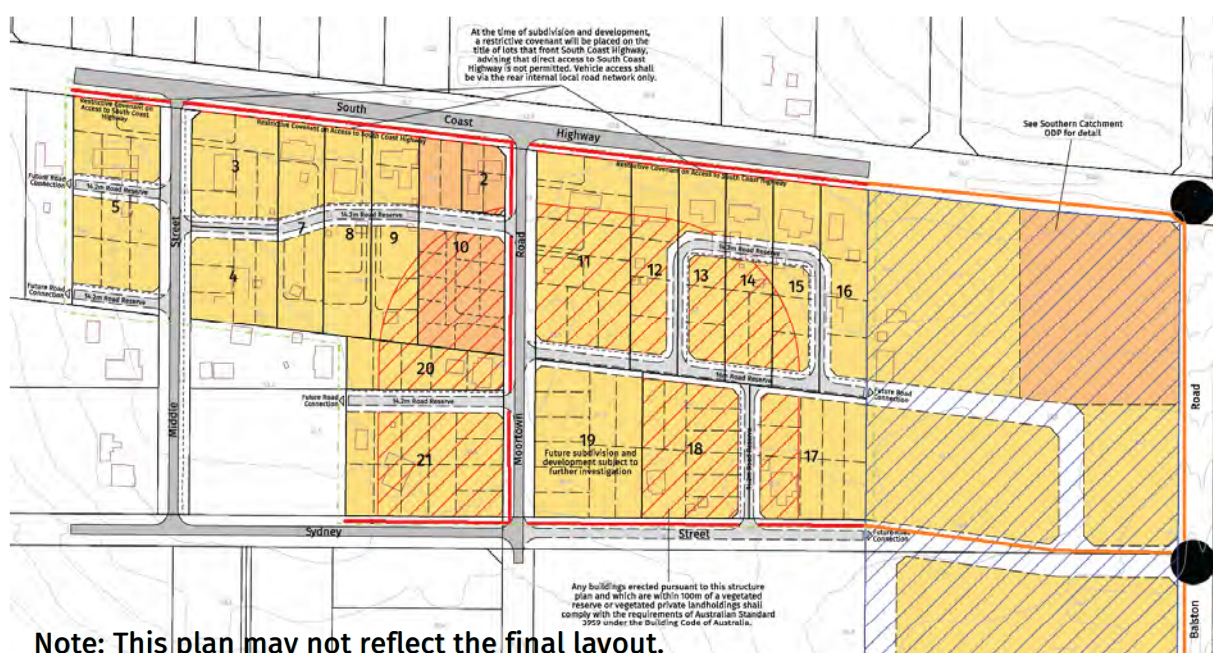 At the time of subdivision and development,
a restrictive covenant will be placed on the
title of lots that front South Coast Highway,
advising that direct access to South Coast
Highway is not permitted. Vehicle access shall
be via the rear internal local road network only.
South
Coast
Highway
Restrictive Covenant on
Access to South Coast
Highway
Restrictive Covenant on Access to South Coast Highway
Restrictive Covenant on Access to South Coast Highway
See Southern Catchment
ODP for detail
3
2
Future Road
Connection
14.2m Road Reserve
5
Street
14.2m Road Reserve
7
8
9
10
Road
11
12
14.2m Road Reserve
13
14
15
16
4
Future Road
Connection
14.2m Road Reserve
20
16m Road Reserve
Future Road
Connection
Road
Future Road
Connection
14.2m Road Reserve
Middle
Moortown
21
19
Future subdivision and
development subject to
further investigation
18
17
Sydney
Street
Future Road
Connection
Any buildings erected pursuant to this structure
plan and which are within 100m of a vegetated
reserve or vegetated private landholdings shall
comply with the requirements of Australian Standard
3959 under the Building Code of Australia.
Balston
Note: This plan may not reflect the final layout.